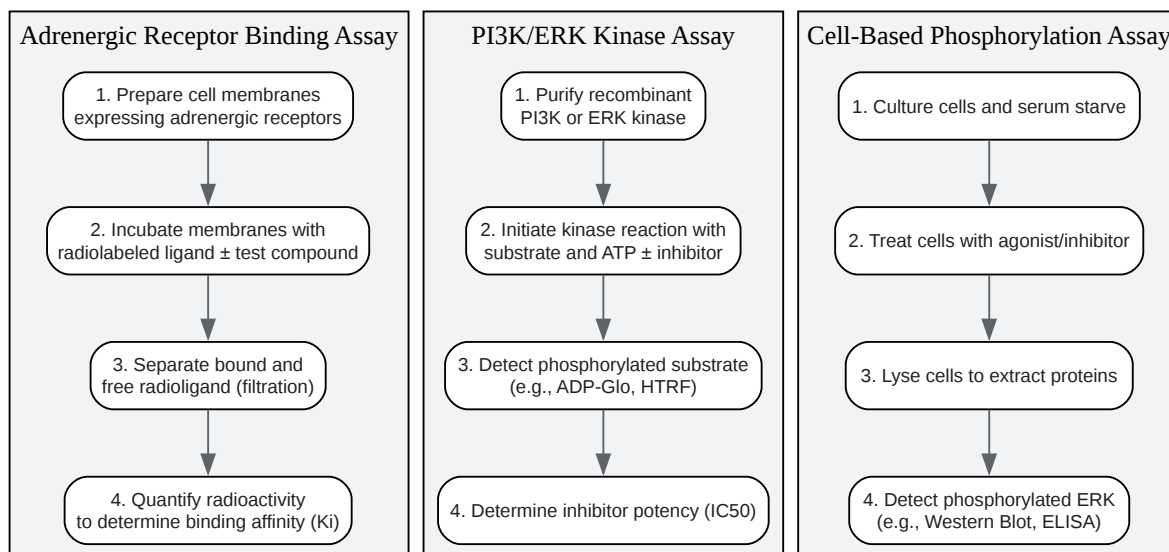 Adrenergic Receptor Binding Assay
1. Prepare cell membranes
expressing adrenergic receptors
2. Incubate membranes with
radiolabeled ligand ± test compound
3. Separate bound and
free radioligand (filtration)
4. Quantify radioactivity
to determine binding affinity (Ki)
PI3K/ERK Kinase Assay
1. Purify recombinant
PI3K or ERK kinase
2. Initiate kinase reaction with
substrate and ATP ± inhibitor
3. Detect phosphorylated substrate
(e.g., ADP-Glo, HTRF)
4. Determine inhibitor potency (IC50)
Cell-Based Phosphorylation Assay
1. Culture cells and serum starve
2. Treat cells with agonist/inhibitor
3. Lyse cells to extract proteins
4. Detect phosphorylated ERK
(e.g., Western Blot, ELISA)